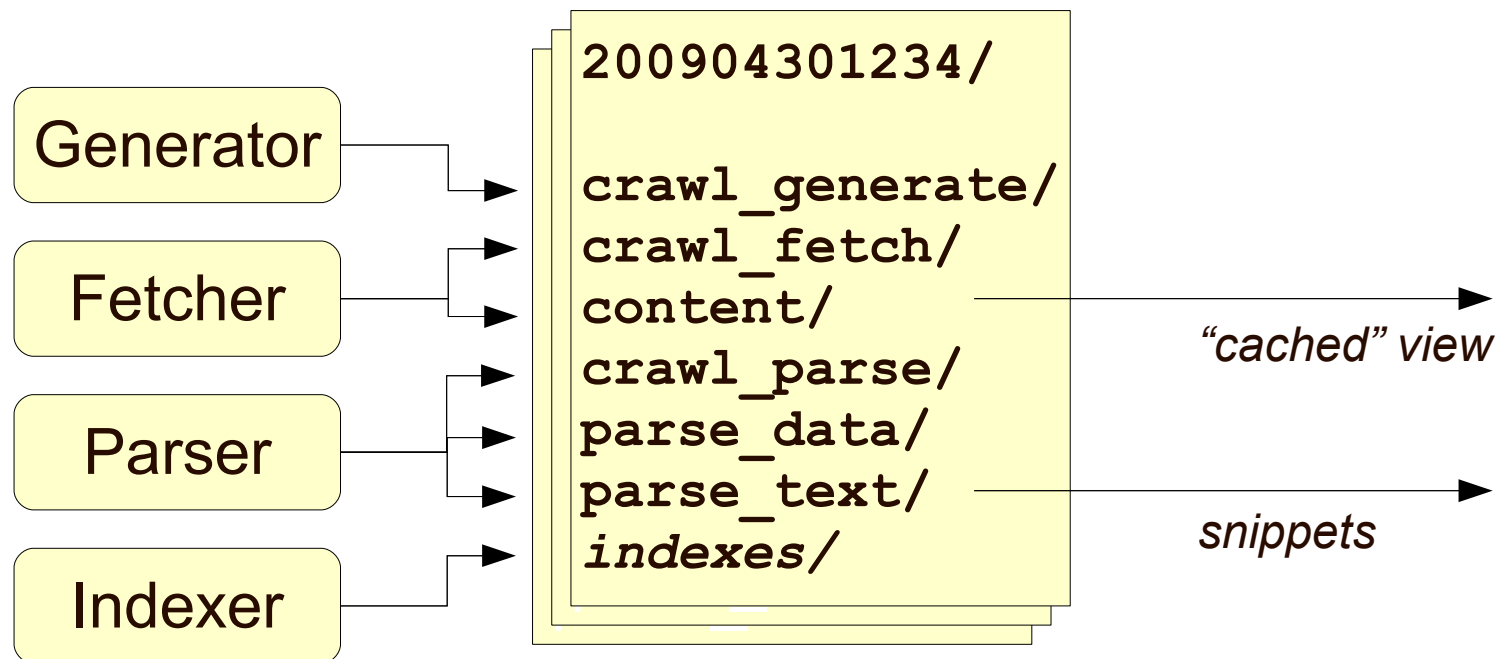 Generator
Fetcher
Parser
Indexer
200904301234/
crawl_generate/
crawl_fetch/
content/
crawl_parse/
parse_data/
parse_text/
indexes/
“cached” view
snippets